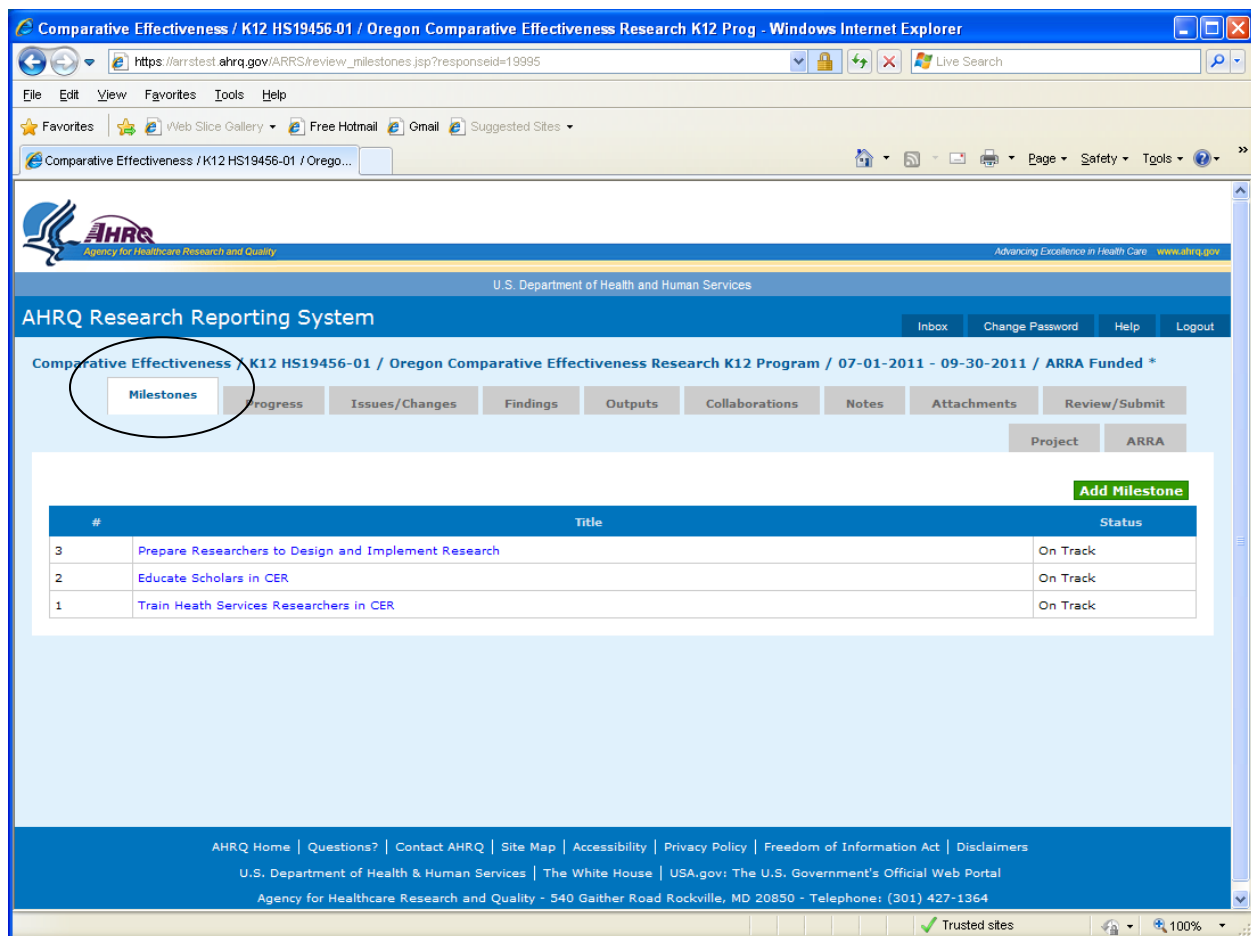 Comparative Effectiveness / K12 HS19456-01 / Oregon Comparative Effectiveness Research K12 Prog - Windows Internet Explorer
https://arrstest.ahrq.gov/ARRS/review_milestones.jsp?responseid=19995
Live Search
File Edit View Favorites Tools Help
Favorites Web Slice Gallery Free Hotmail Gmail Suggested Sites
Comparative Effectiveness / K12 HS19456-01 / Orego...
Page Safety Tools »
AHRQ
Agency for Healthcare Research and Quality
Advancing Excellence in Health Care www.ahrq.gov
U.S. Department of Health and Human Services
AHRQ Research Reporting System
Inbox Change Password Help Logout
Comparative Effectiveness / K12 HS19456-01 / Oregon Comparative Effectiveness Research K12 Program / 07-01-2011 - 09-30-2011 / ARRA Funded *
Milestones Progress Issues/Changes Findings Outputs Collaborations Notes Attachments Review/Submit
Project ARRA
Add Milestone
# Title Status
3 Prepare Researchers to Design and Implement Research On Track
2 Educate Scholars in CER On Track
1 Train Heath Services Researchers in CER On Track
AHRQ Home | Questions? | Contact AHRQ | Site Map | Accessibility | Privacy Policy | Freedom of Information Act | Disclaimers
U.S. Department of Health & Human Services | The White House | USA.gov: The U.S. Government's Official Web Portal
Agency for Healthcare Research and Quality - 540 Gaither Road Rockville, MD 20850 - Telephone: (301) 427-1364
Trusted sites 100%